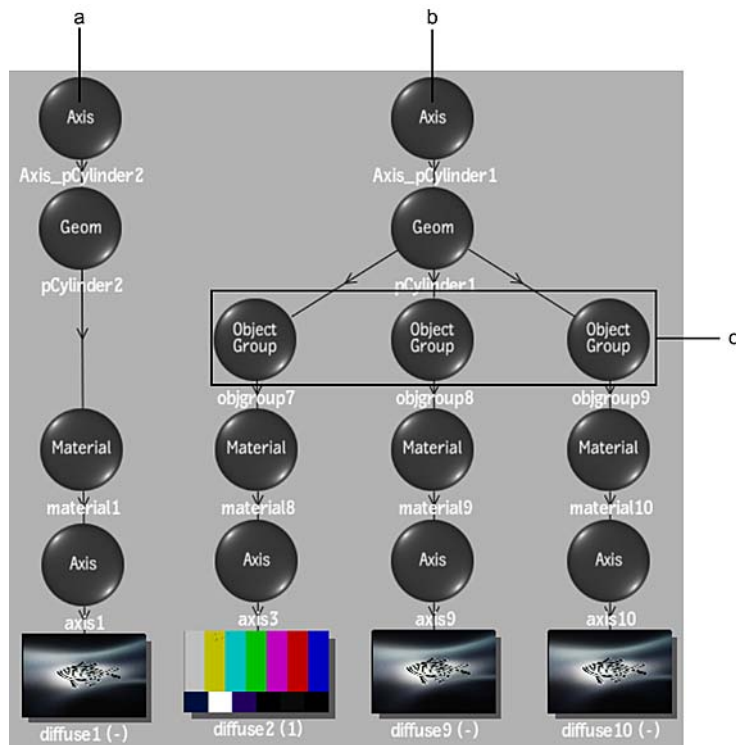 a
b
Axis
Axis
Axis_pCylinder2
Axis_pCylinder1
Geom
Geom
pCylinder2
pCylinder1
Object
Group
Object
Group
Object
Group
c
objgroup7
objgroup8
objgroup9
Material
Material
Material
Material
material1
material8
material9
material10
Axis
Axis
Axis
Axis
axis1
axis3
axis9
axis10
diffuse1 (-)
diffuse2 (1)
diffuse9 (-)
diffuse10 (-)